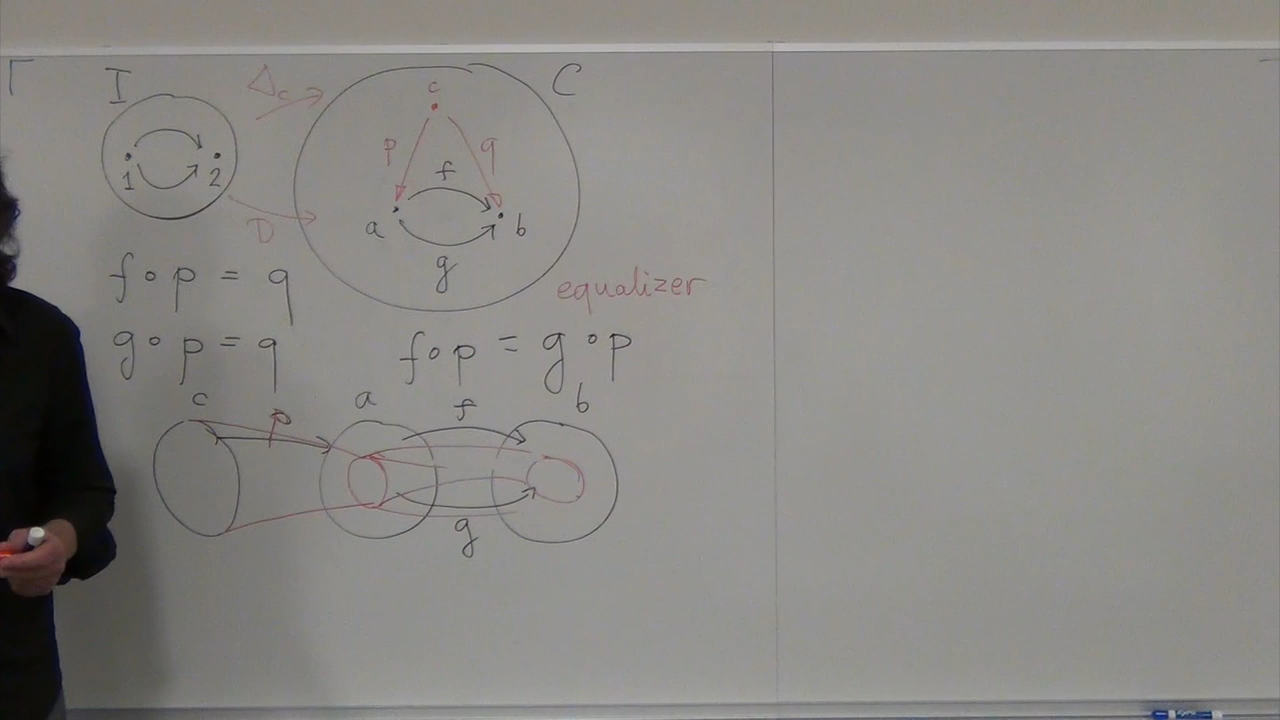 I
Δc
C
c
p
q
f
1
2
a
b
D
g
f ∘ p = q
equalizer
g ∘ p = q
f ∘ p = g ∘ p
c
p
a
f
b
g